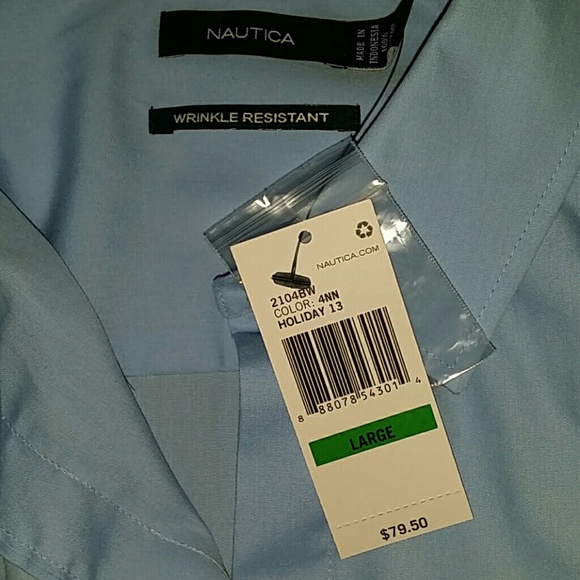 NAUTICA
MADE IN
INDONESIA
100%
WRINKLE RESISTANT
NAUTICA.COM
2104BW
COLOR: 4NN
HOLIDAY 13
8 88078 54301 4
LARGE
$79.50